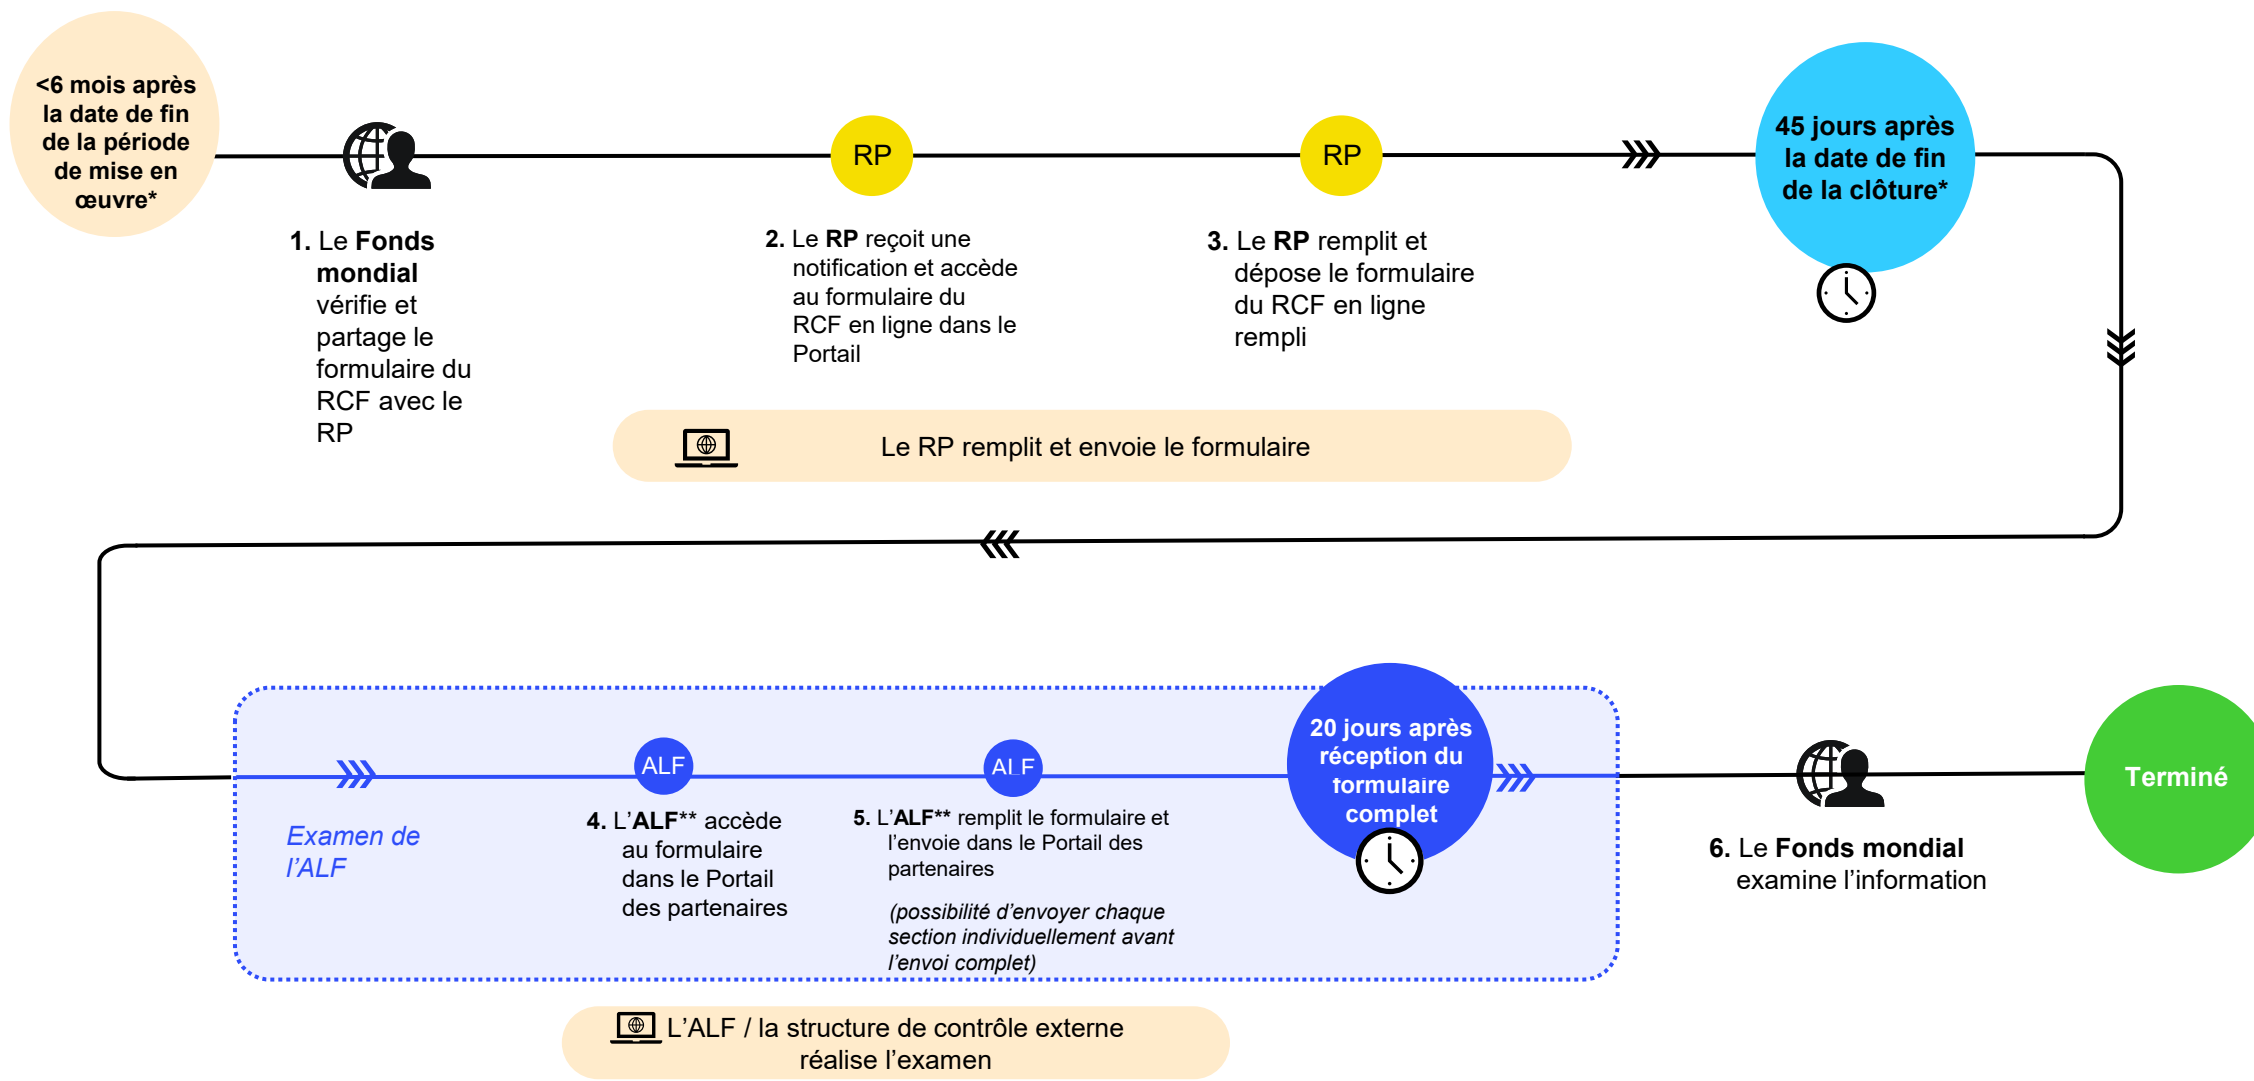 <6 mois après
la date de fin
de la période
de mise en
œuvre*
1. Le Fonds
mondial
vérifie et
partage le
formulaire du
RCF avec le
RP
RP
2. Le RP reçoit une
notification et accède
au formulaire du
RCF en ligne dans le
Portail
RP
3. Le RP remplit et
dépose le formulaire
du RCF en ligne
rempli
45 jours après
la date de fin
de la clôture*
Le RP remplit et envoie le formulaire
Examen de
l’ALF
ALF
4. L’ALF** accède
au formulaire
dans le Portail
des partenaires
ALF
5. L’ALF** remplit le formulaire et
l’envoie dans le Portail des
partenaires
(possibilité d’envoyer chaque
section individuellement avant
l’envoi complet)
20 jours après
réception du
formulaire
complet
6. Le Fonds mondial
examine l’information
Terminé
L’ALF / la structure de contrôle externe
réalise l’examen